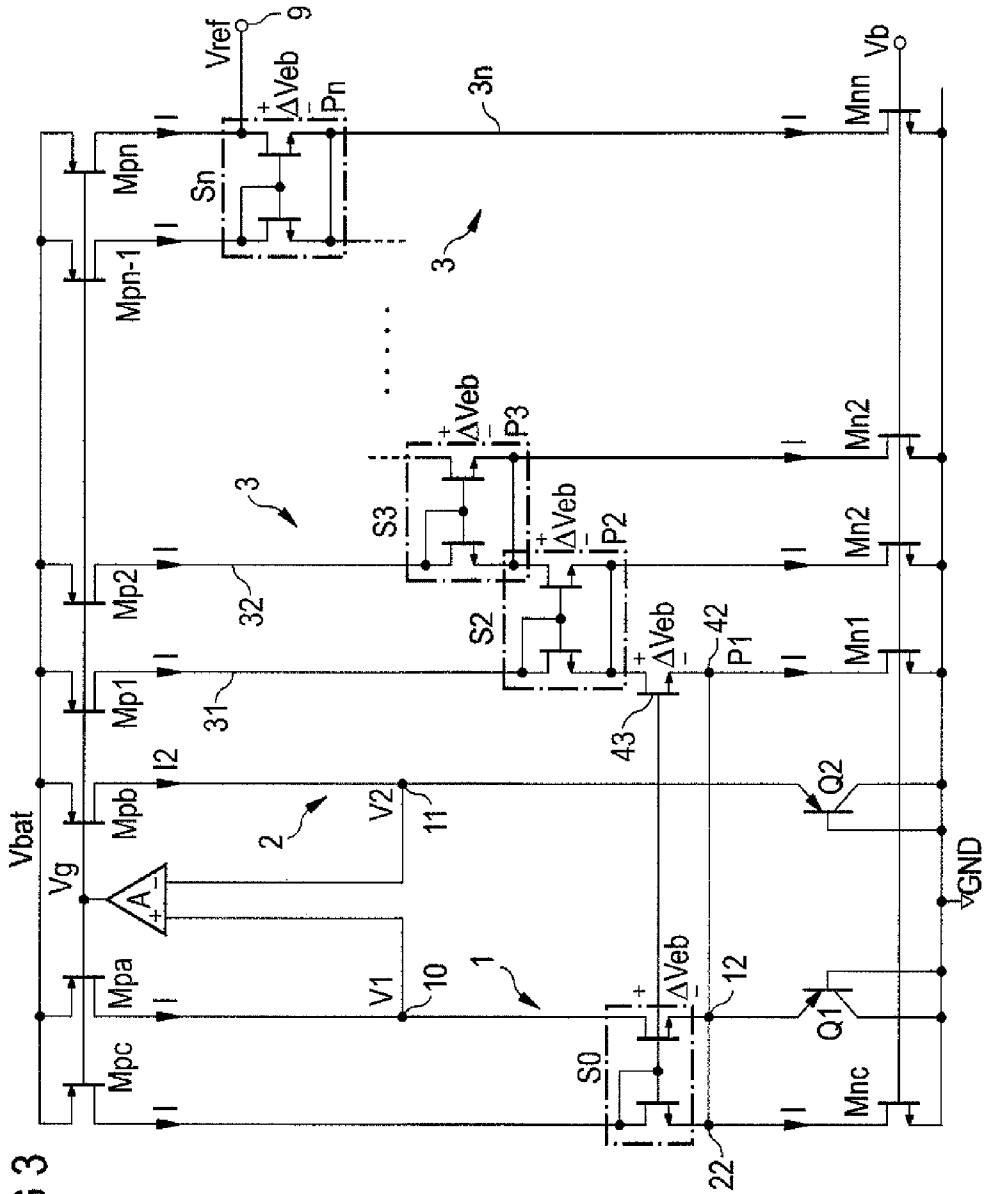 G 3
Vbat
Vg
Vref
9
Mpc
Mpa
Mpb
Mp1
Mp2
Mpn-1
Mpn
I
I
I2
I
I
I
I
A
+
−
V1
10
V2
11
1
2
31
32
3
3
Sn
+
ΔVeb
−
Pn
3n
.....
S3
+
ΔVeb
−
P3
S2
+
ΔVeb
−
P2
43
+
ΔVeb
−
42
P1
S0
+
ΔVeb
−
12
22
I
I
I
I
I
Q1
Q2
Mnc
Mn1
Mn2
Mn2
Mnn
Vb
GND